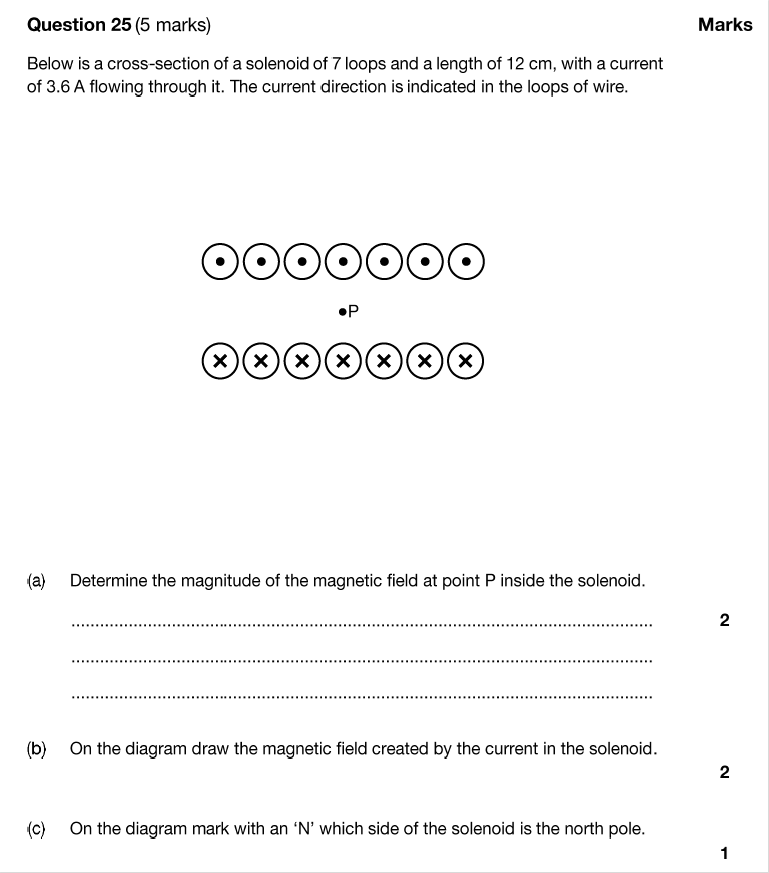 Question 25 (5 marks) Marks
Below is a cross-section of a solenoid of 7 loops and a length of 12 cm, with a current
of 3.6 A flowing through it. The current direction is indicated in the loops of wire.
P
(a) Determine the magnitude of the magnetic field at point P inside the solenoid.
2
(b) On the diagram draw the magnetic field created by the current in the solenoid.
2
(c) On the diagram mark with an ‘N’ which side of the solenoid is the north pole.
1